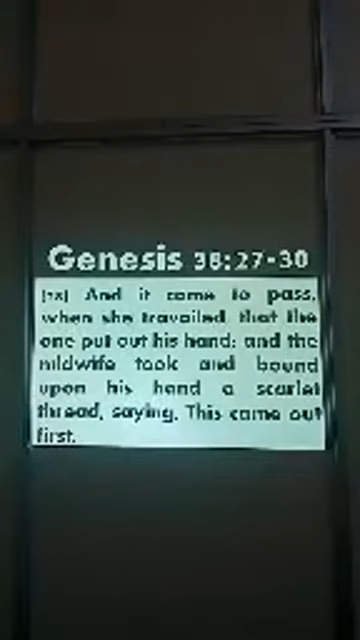 Genesis 38:27-30
[28] And it came to pass,
when she travailed, that the
one put out his hand: and the
midwife took and bound
upon his hand a scarlet
thread, saying, This came out
first.